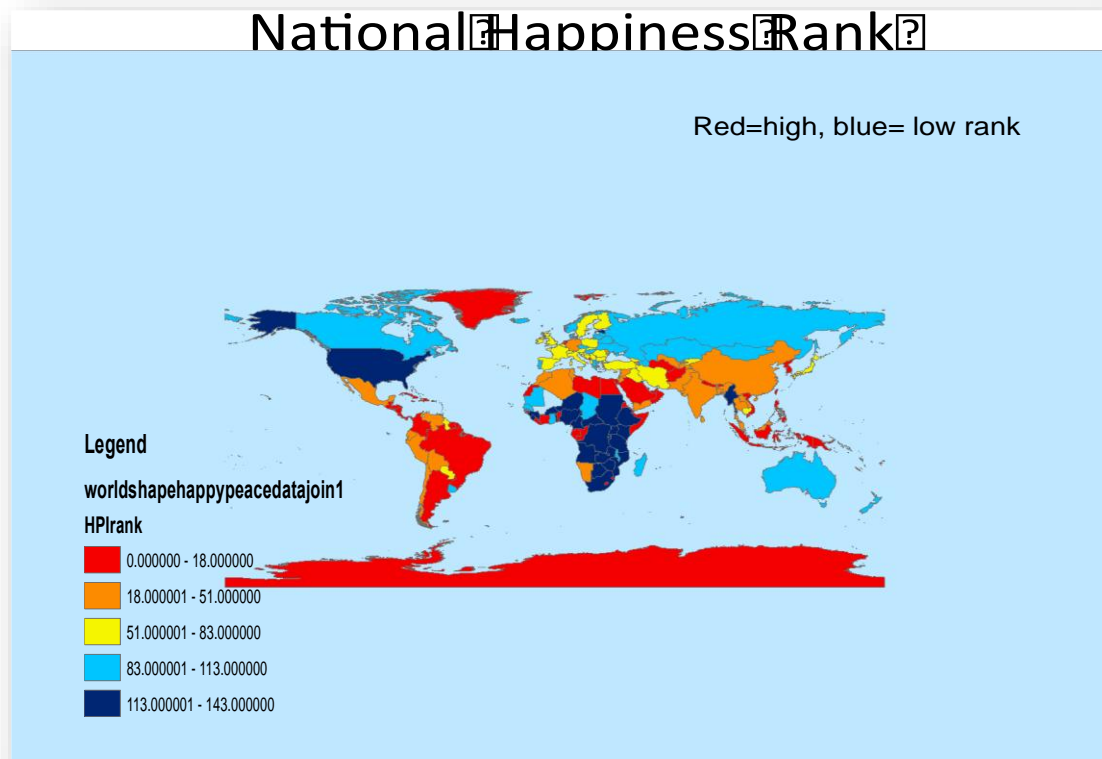 National⍰Happiness⍰Rank⍰
Red=high, blue= low rank
Legend
worldshapehappypeacedatajoin1
HPIrank
0.000000 - 18.000000
18.000001 - 51.000000
51.000001 - 83.000000
83.000001 - 113.000000
113.000001 - 143.000000